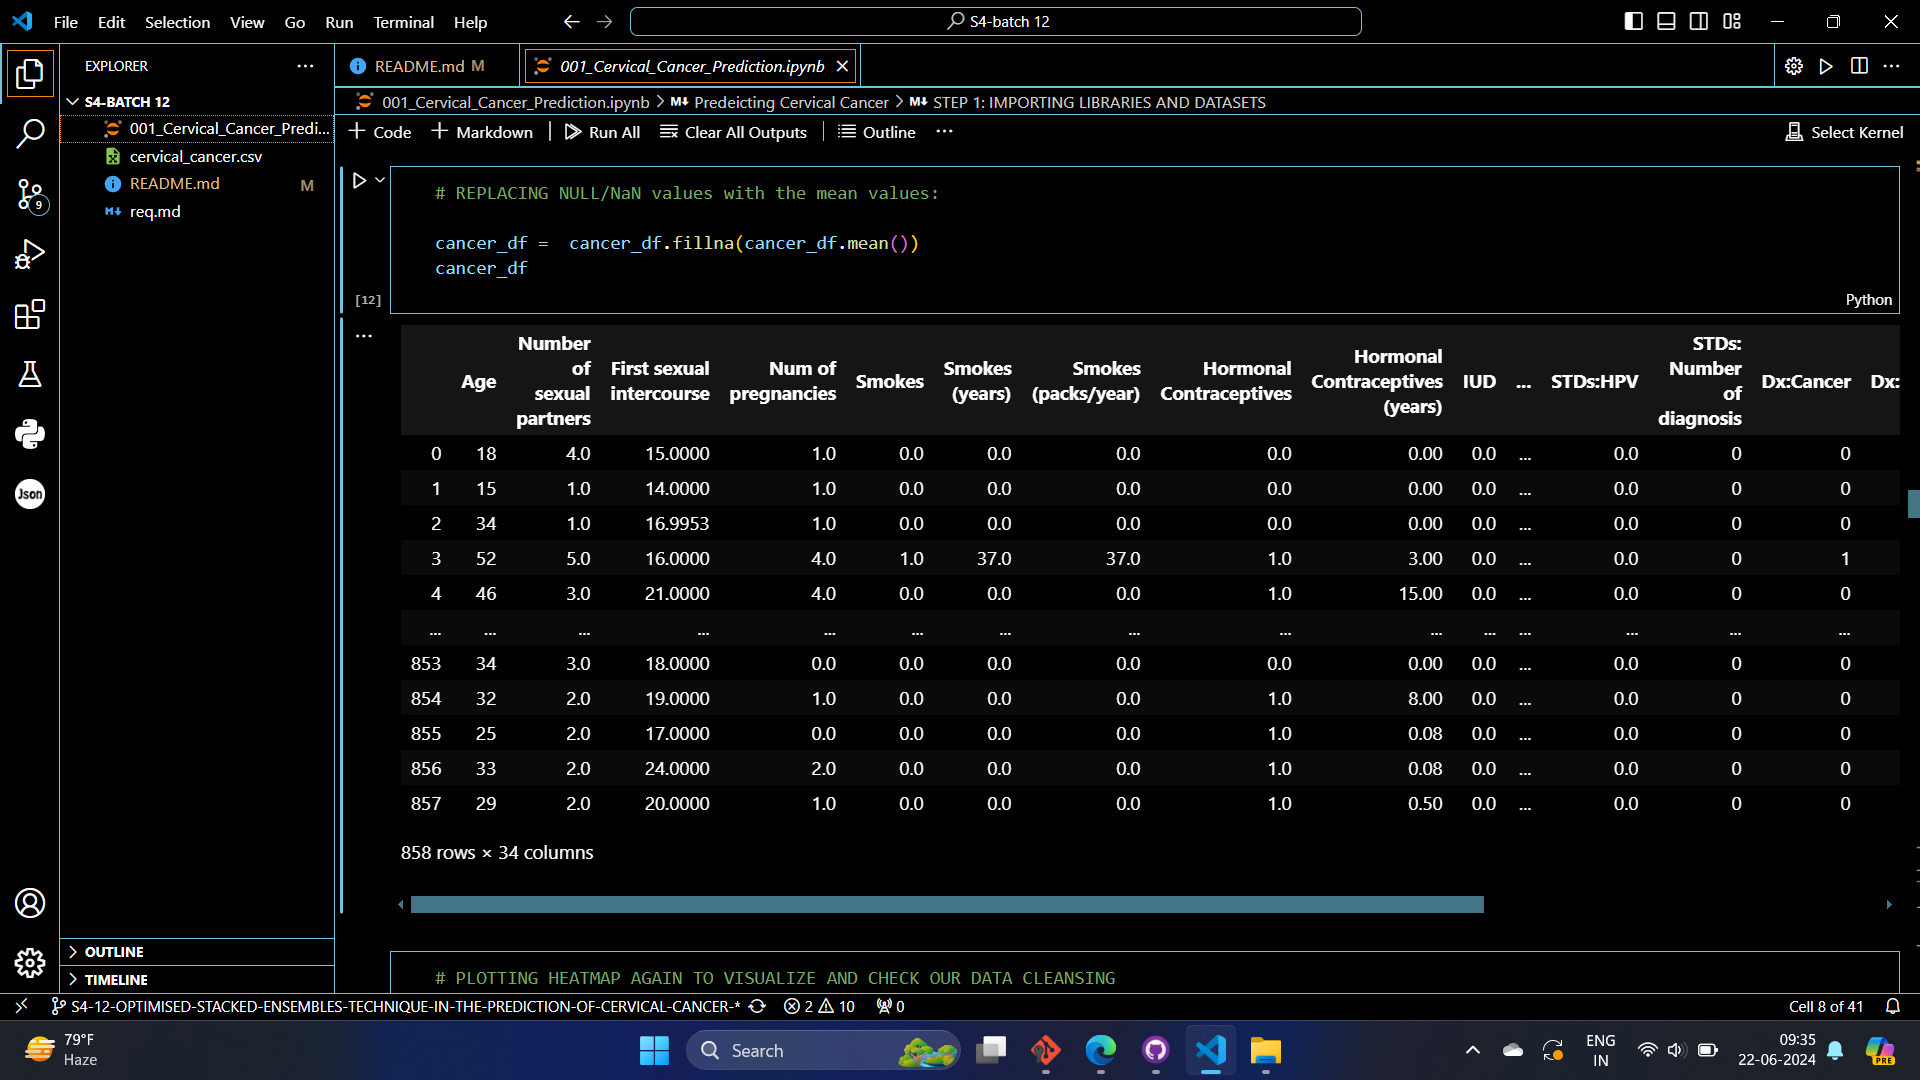 File Edit Selection View Go Run Terminal Help
S4-batch 12
EXPLORER
README.md M
001_Cervical_Cancer_Prediction.ipynb
S4-BATCH 12
001_Cervical_Cancer_Predi...
cervical_cancer.csv
README.md M
req.md
9
Json
001_Cervical_Cancer_Prediction.ipynb > M↓ Predeicting Cervical Cancer > M↓ STEP 1: IMPORTING LIBRARIES AND DATASETS
+ Code + Markdown | Run All Clear All Outputs | Outline ...
Select Kernel
# REPLACING NULL/NaN values with the mean values:
cancer_df =  cancer_df.fillna(cancer_df.mean())
cancer_df
[12]
Python
Age Number of sexual partners First sexual intercourse Num of pregnancies Smokes Smokes (years) Smokes (packs/year) Hormonal Contraceptives Hormonal Contraceptives (years) IUD ... STDs:HPV STDs: Number of diagnosis Dx:Cancer Dx:
0 18 4.0 15.0000 1.0 0.0 0.0 0.0 0.0 0.00 0.0 ... 0.0 0 0
1 15 1.0 14.0000 1.0 0.0 0.0 0.0 0.0 0.00 0.0 ... 0.0 0 0
2 34 1.0 16.9953 1.0 0.0 0.0 0.0 0.0 0.00 0.0 ... 0.0 0 0
3 52 5.0 16.0000 4.0 1.0 37.0 37.0 1.0 3.00 0.0 ... 0.0 0 1
4 46 3.0 21.0000 4.0 0.0 0.0 0.0 1.0 15.00 0.0 ... 0.0 0 0
... ... ... ... ... ... ... ... ... ... ... ... ... ... ...
853 34 3.0 18.0000 0.0 0.0 0.0 0.0 0.0 0.00 0.0 ... 0.0 0 0
854 32 2.0 19.0000 1.0 0.0 0.0 0.0 1.0 8.00 0.0 ... 0.0 0 0
855 25 2.0 17.0000 0.0 0.0 0.0 0.0 1.0 0.08 0.0 ... 0.0 0 0
856 33 2.0 24.0000 2.0 0.0 0.0 0.0 1.0 0.08 0.0 ... 0.0 0 0
857 29 2.0 20.0000 1.0 0.0 0.0 0.0 1.0 0.50 0.0 ... 0.0 0 0
858 rows × 34 columns
# PLOTTING HEATMAP AGAIN TO VISUALIZE AND CHECK OUR DATA CLEANSING
OUTLINE
TIMELINE
S4-12-OPTIMISED-STACKED-ENSEMBLES-TECHNIQUE-IN-THE-PREDICTION-OF-CERVICAL-CANCER-* 2 10 0
Cell 8 of 41
79°F
Haze
Search
ENG
IN
09:35
22-06-2024
PRE